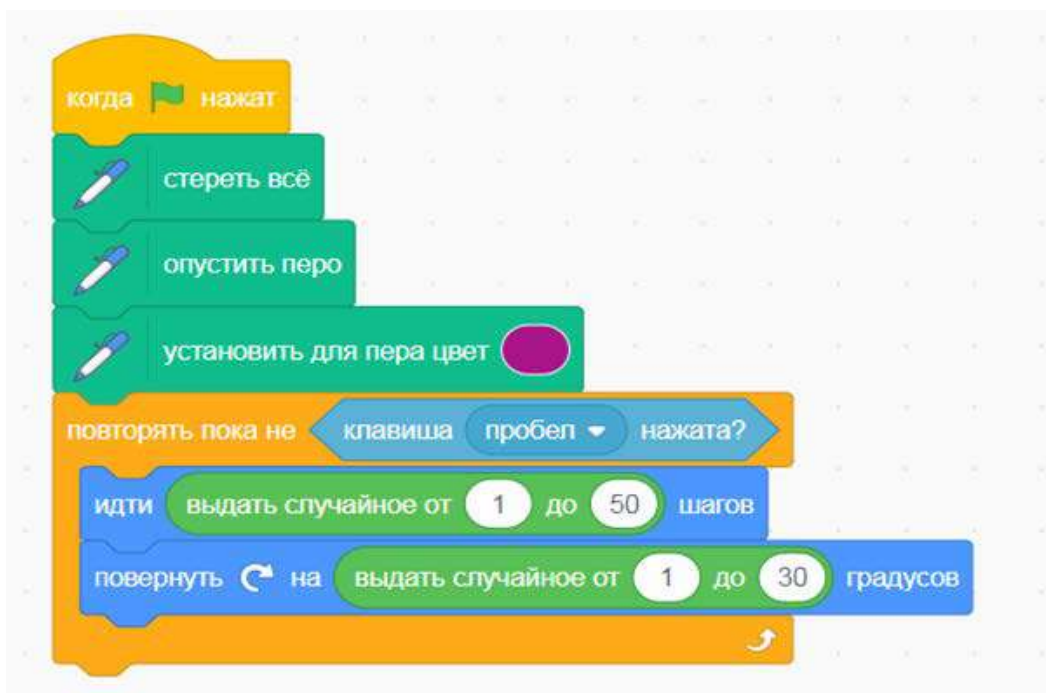 когда нажат
стереть всё
опустить перо
установить для пера цвет
повторять пока не клавиша пробел нажата?
идти выдать случайное от 1 до 50 шагов
повернуть на выдать случайное от 1 до 30 градусов